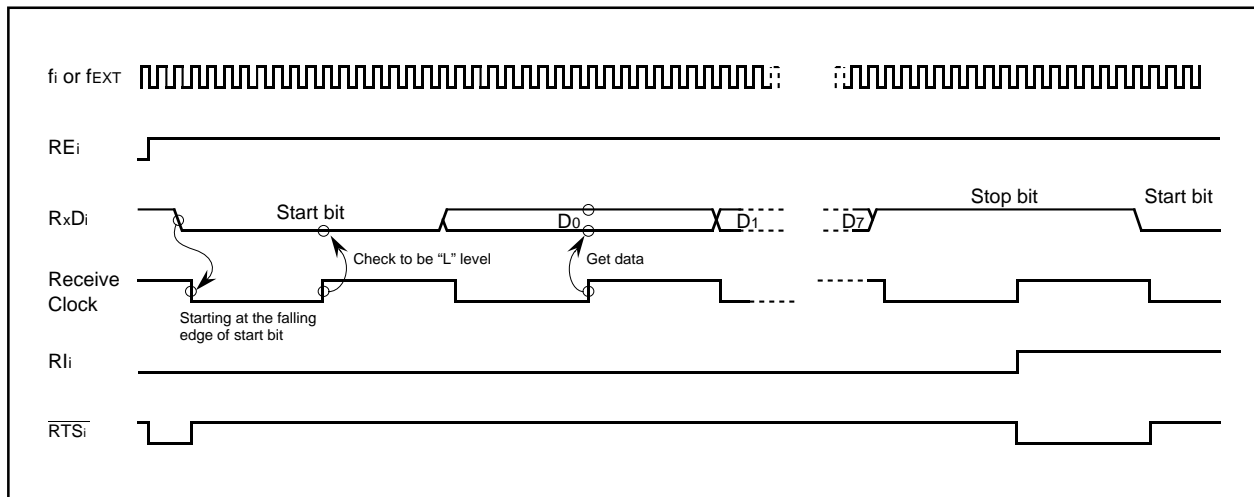 fi or fEXT
REi
Stop bit
Start bit
RxDi
Start bit
D0
D1
D7
Check to be “L” level
Get data
Receive
Clock
Starting at the falling
edge of start bit
RIi
RTSi